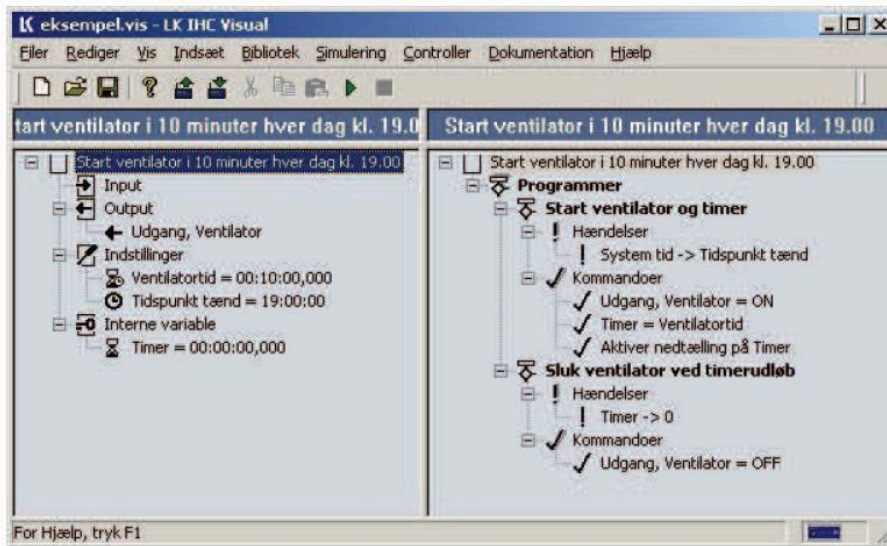 LK eksempel.vis - LK IHC Visual
Filer Rediger Vis Indsæt Bibliotek Simulering Controller Dokumentation Hjælp
tart ventilator i 10 minuter hver dag kl. 19.0
Start ventilator i 10 minuter hver dag kl. 19.00
Start ventilator i 10 minuter hver dag kl. 19.00
Input
Output
Udgang, Ventilator
Indstillinger
Ventilatortid = 00:10:00,000
Tidspunkt tænd = 19:00:00
Interne variable
Timer = 00:00:00,000
Start ventilator i 10 minuter hver dag kl. 19.00
Programmer
Start ventilator og timer
Hændelser
System tid -> Tidspunkt tænd
Kommandoer
Udgang, Ventilator = ON
Timer = Ventilatortid
Aktiver nedtælling på Timer
Sluk ventilator ved timerudløb
Hændelser
Timer -> 0
Kommandoer
Udgang, Ventilator = OFF
For Hjælp, tryk F1